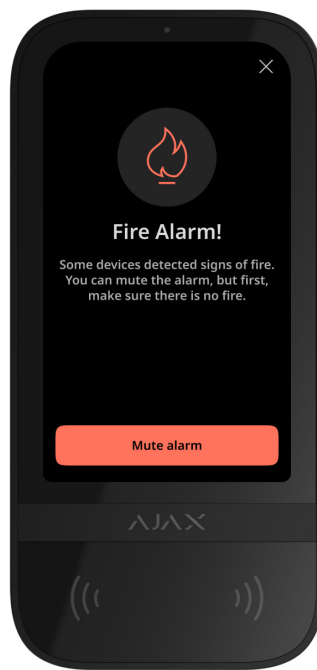 Fire Alarm!
Some devices detected signs of fire.
You can mute the alarm, but first,
make sure there is no fire.
Mute alarm
AJAX